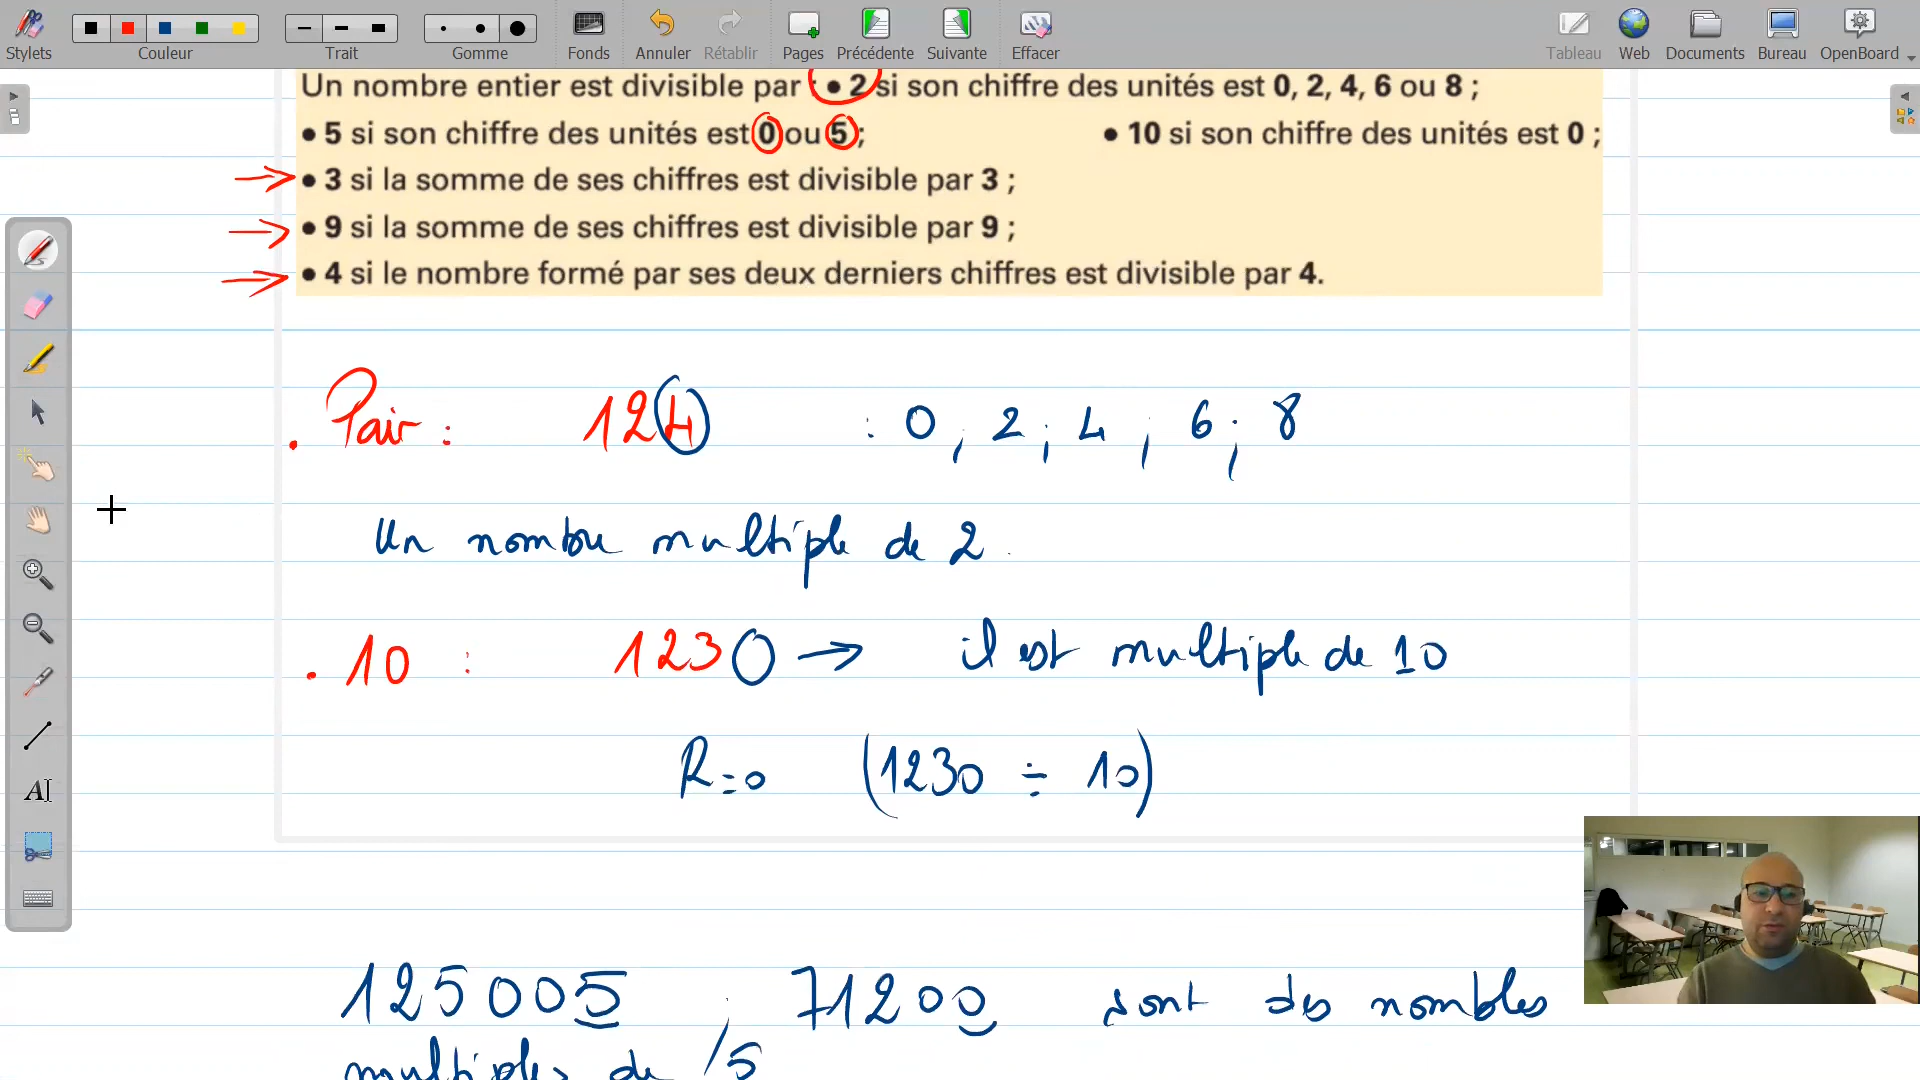 Stylets Couleur Trait Gomme Fonds Annuler Rétablir Pages Précédente Suivante Effacer Tableau Web Documents Bureau OpenBoard
Un nombre entier est divisible par : • 2 si son chiffre des unités est 0, 2, 4, 6 ou 8 ;
• 5 si son chiffre des unités est 0 ou 5 ; • 10 si son chiffre des unités est 0 ;
→ • 3 si la somme de ses chiffres est divisible par 3 ;
→ • 9 si la somme de ses chiffres est divisible par 9 ;
→ • 4 si le nombre formé par ses deux derniers chiffres est divisible par 4.
• Pair : 124 : 0 ; 2 ; 4 ; 6 ; 8
Un nombre multiple de 2.
• 10 : 1230 → il est multiple de 10
R=0 (1230 ÷ 10)
125005 ; 71200 sont des nombres
multiples de 5
AI